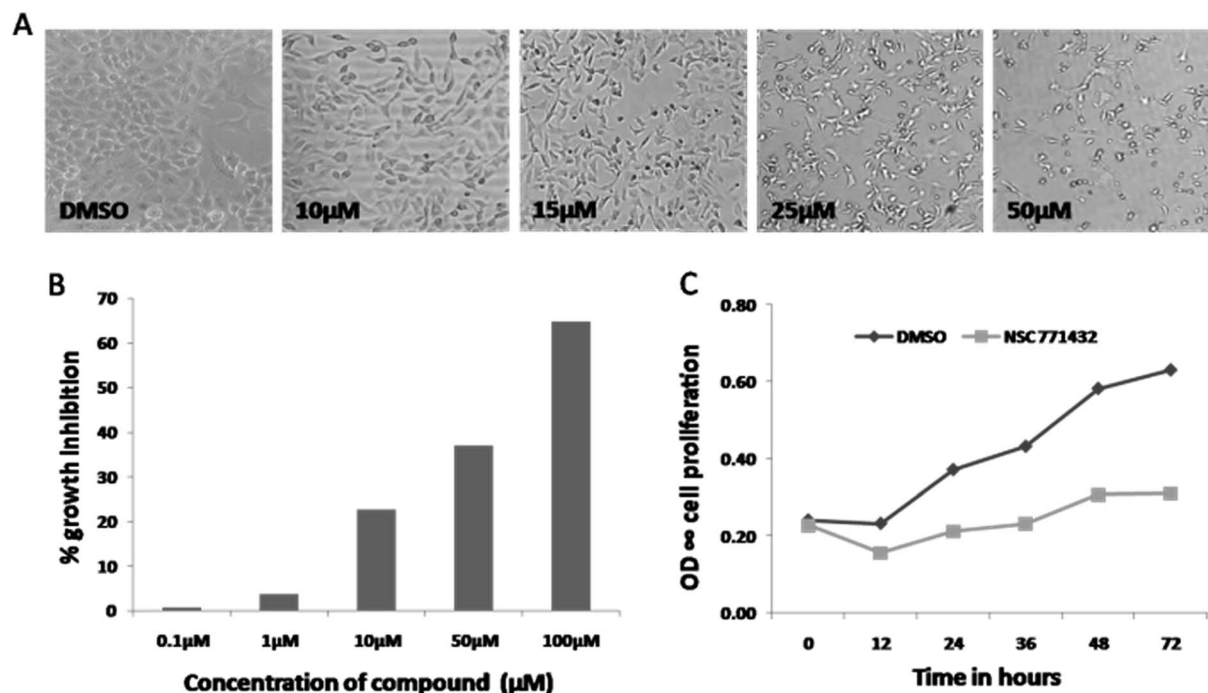 A
DMSO
10µM
15µM
25µM
50µM
B
% growth inhibition
70
60
50
40
30
20
10
0
0.1µM
1µM
10µM
50µM
100µM
Concentration of compound (µM)
C
OD ∞ cell proliferation
0.80
0.60
0.40
0.20
0.00
DMSO
NSC771432
0
12
24
36
48
72
Time in hours